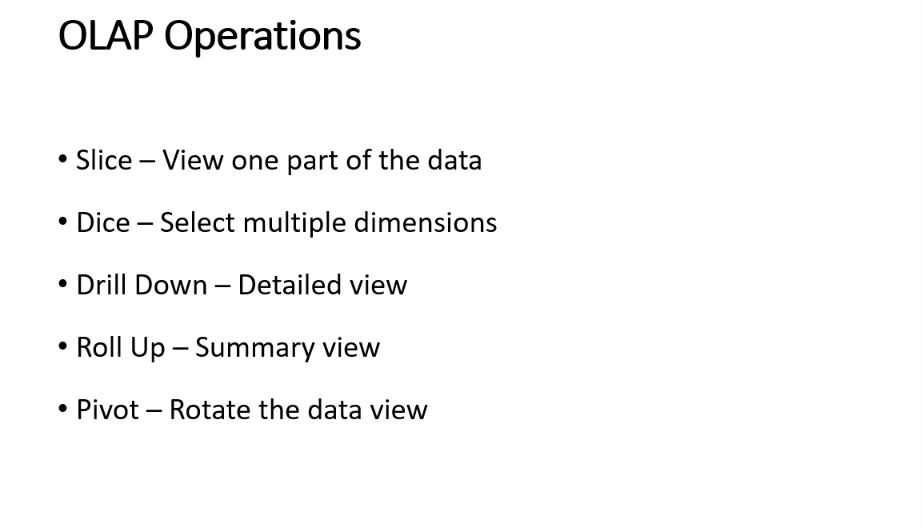 OLAP Operations
• Slice – View one part of the data
• Dice – Select multiple dimensions
• Drill Down – Detailed view
• Roll Up – Summary view
• Pivot – Rotate the data view